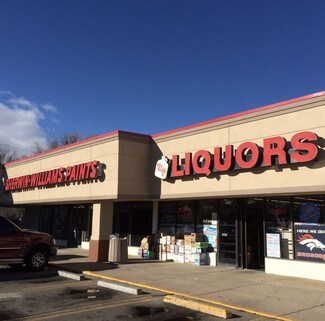 SHERWIN-WILLIAMS PAINTS
LIQUORS
HERE WE GO
BRONCOS